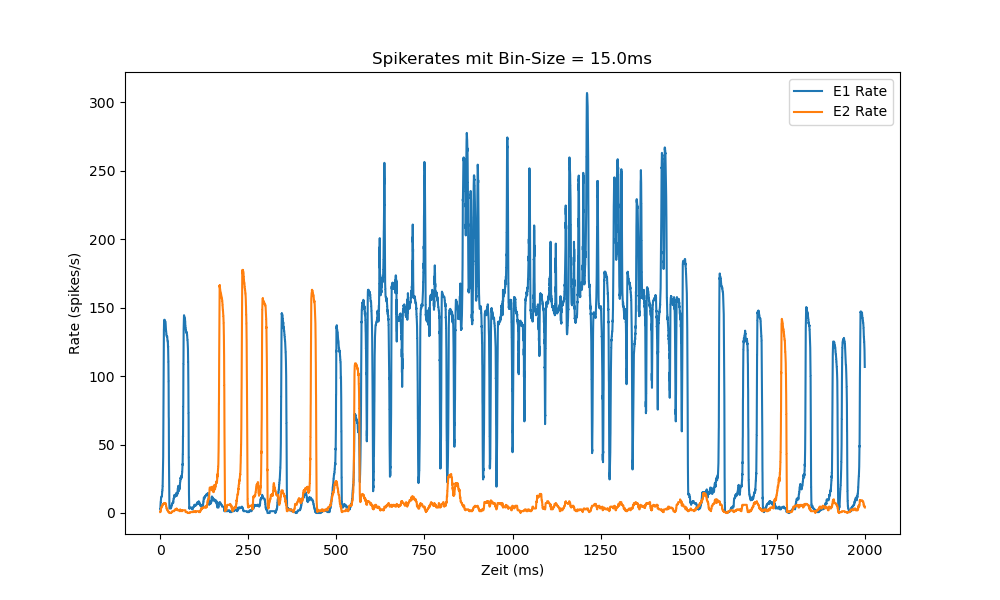 Spikerates mit Bin-Size = 15.0ms
E1 Rate
E2 Rate
Rate (spikes/s)
300
250
200
150
100
50
0
0 250 500 750 1000 1250 1500 1750 2000
Zeit (ms)